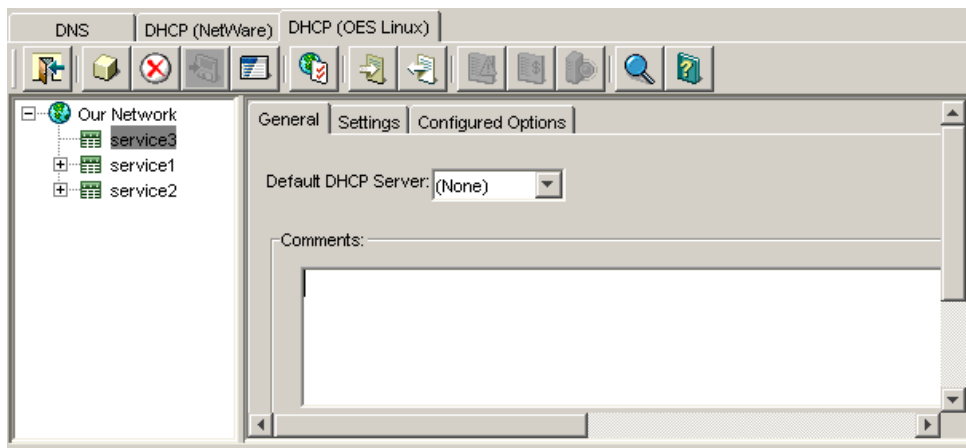 DNS
DHCP (NetWare)
DHCP (OES Linux)
Our Network
service3
service1
service2
General
Settings
Configured Options
Default DHCP Server:
(None)
Comments: